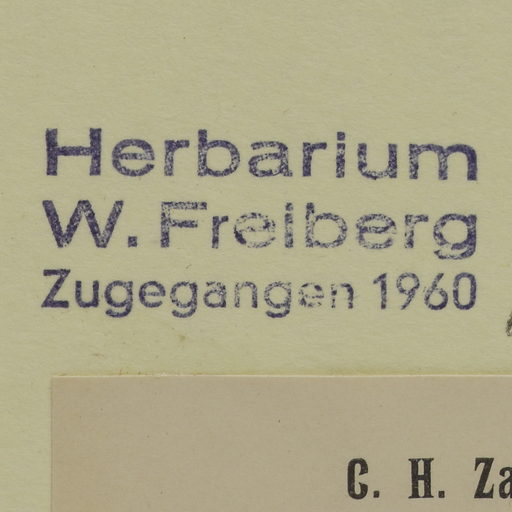 Herbarium
W. Freiberg
Zugegangen 1960
C. H. Za